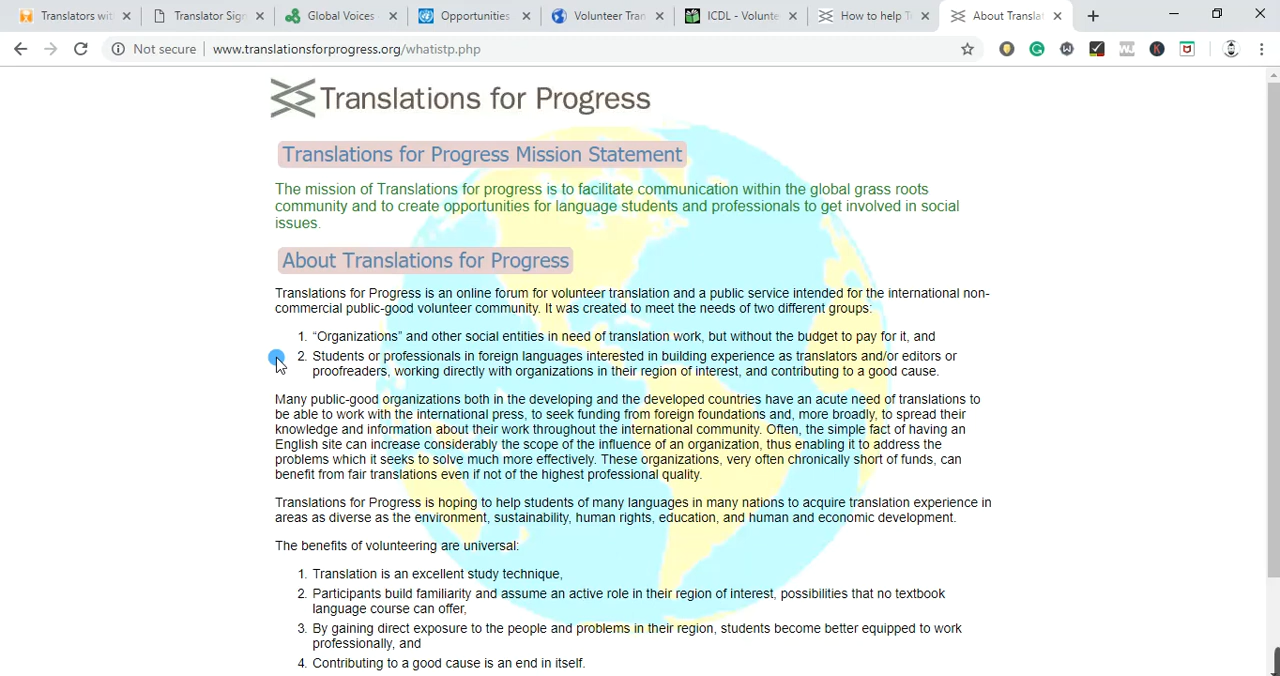 Translators wit
Translator Sign
Global Voices
Opportunities
Volunteer Tran
ICDL - Volunte
How to help T
About Translat
Not secure
www.translationsforprogress.org/whatistp.php
Translations for Progress
Translations for Progress Mission Statement
The mission of Translations for progress is to facilitate communication within the global grass roots
community and to create opportunities for language students and professionals to get involved in social
issues.
About Translations for Progress
Translations for Progress is an online forum for volunteer translation and a public service intended for the international non-
commercial public-good volunteer community. It was created to meet the needs of two different groups:
1. “Organizations” and other social entities in need of translation work, but without the budget to pay for it, and
2. Students or professionals in foreign languages interested in building experience as translators and/or editors or
proofreaders, working directly with organizations in their region of interest, and contributing to a good cause.
Many public-good organizations both in the developing and the developed countries have an acute need of translations to
be able to work with the international press, to seek funding from foreign foundations and, more broadly, to spread their
knowledge and information about their work throughout the international community. Often, the simple fact of having an
English site can increase considerably the scope of the influence of an organization, thus enabling it to address the
problems which it seeks to solve much more effectively. These organizations, very often chronically short of funds, can
benefit from fair translations even if not of the highest professional quality.
Translations for Progress is hoping to help students of many languages in many nations to acquire translation experience in
areas as diverse as the environment, sustainability, human rights, education, and human and economic development.
The benefits of volunteering are universal:
1. Translation is an excellent study technique,
2. Participants build familiarity and assume an active role in their region of interest, possibilities that no textbook
language course can offer,
3. By gaining direct exposure to the people and problems in their region, students become better equipped to work
professionally, and
4. Contributing to a good cause is an end in itself.